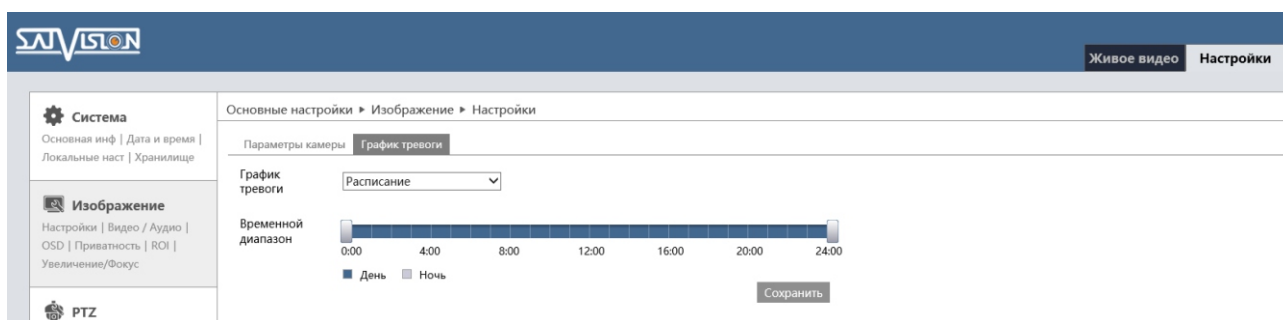 SATVISION
Живое видео Настройки
Система
Основная инф | Дата и время |
Локальные наст | Хранилище
Изображение
Настройки | Видео / Аудио |
OSD | Приватность | ROI |
Увеличение/Фокус
PTZ
Основные настройки ▶ Изображение ▶ Настройки
Параметры камеры График тревоги
График
тревоги
Расписание
Временной
диапазон
0:00 4:00 8:00 12:00 16:00 20:00 24:00
День Ночь
Сохранить